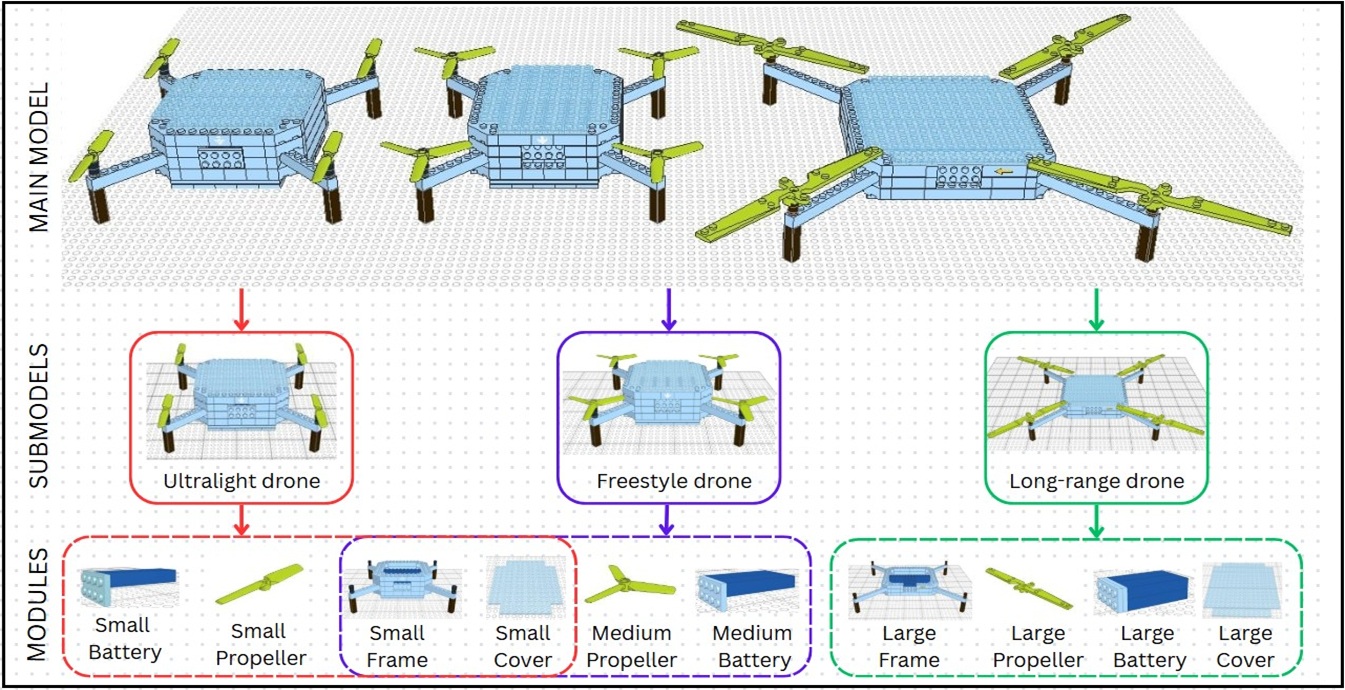 MAIN MODEL
SUBMODELS
Ultralight drone
Freestyle drone
Long-range drone
MODULES
Small
Battery
Small
Propeller
Small
Frame
Small
Cover
Medium
Propeller
Medium
Battery
Large
Frame
Large
Propeller
Large
Battery
Large
Cover